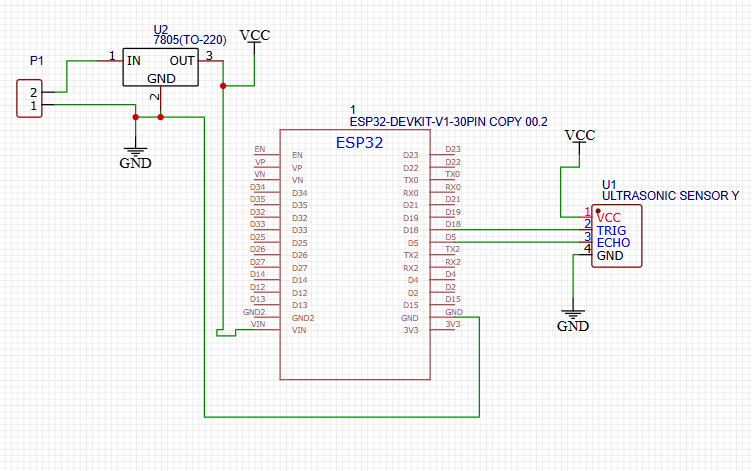 U2
7805(TO-220)
VCC
P1
1
IN
OUT
3
GND
2
2
1
GND
1
ESP32-DEVKIT-V1-30PIN COPY 00.2
ESP32
EN EN D23 D23
VP VP D22 D22
VN VN TX0 TX0
D34 D34 RX0 RX0
D35 D35 D21 D21
D32 D32 D19 D19
D33 D33 D18 D18
D25 D25 D5 D5
D26 D26 TX2 TX2
D27 D27 RX2 RX2
D14 D14 D4 D4
D12 D12 D2 D2
D13 D13 D15 D15
GND2 GND2 GND GND
VIN VIN 3V3 3V3
VCC
U1
ULTRASONIC SENSOR Y
1 VCC
2 TRIG
3 ECHO
4 GND
GND